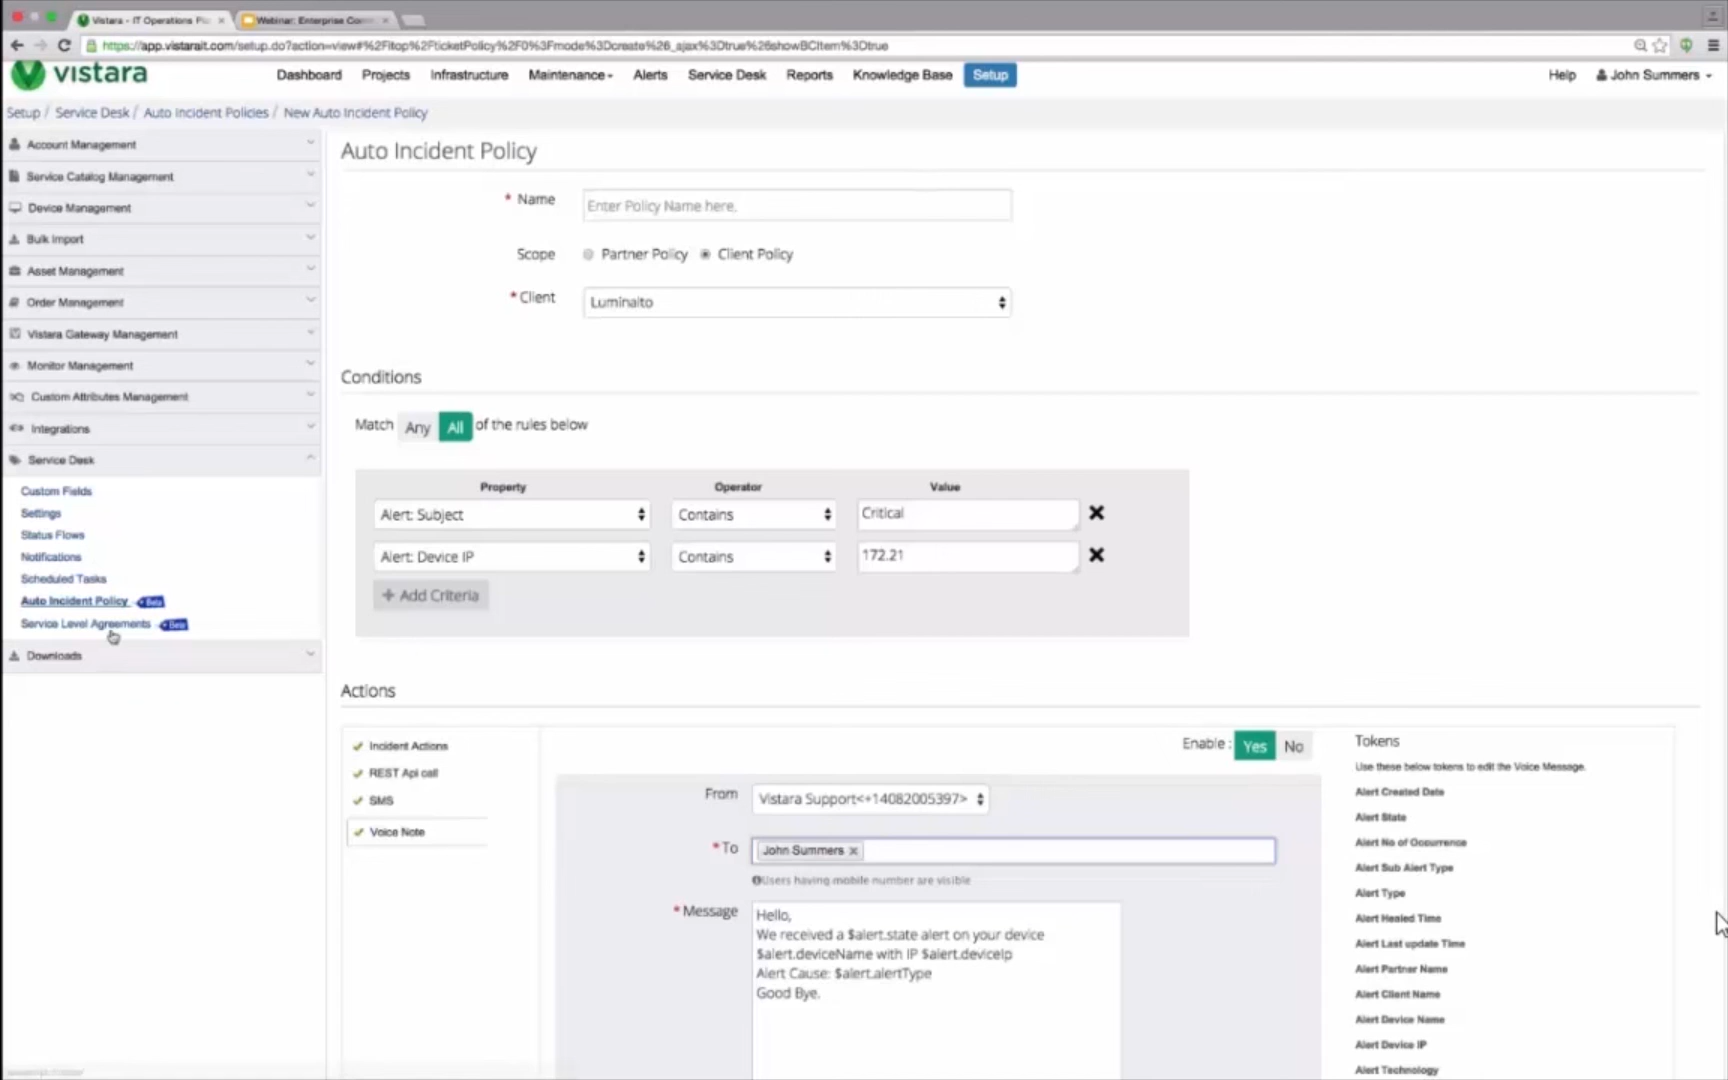 Vistara - IT Operations Pl
Webinar: Enterprise Com
https://app.vistarait.com/setup.do?action=view#%2Fitop%2FticketPolicy%2F0%3Fmode%3Dcreate%26_ajax%3Dtrue%26showBCItem%3Dtrue
vistara
Dashboard Projects Infrastructure Maintenance Alerts Service Desk Reports Knowledge Base Setup Help John Summers
Setup / Service Desk / Auto Incident Policies / New Auto Incident Policy
Account Management
Service Catalog Management
Device Management
Bulk Import
Asset Management
Order Management
Vistara Gateway Management
Monitor Management
Custom Attributes Management
Integrations
Service Desk
Custom Fields
Settings
Status Flows
Notifications
Scheduled Tasks
Auto Incident Policy Beta
Service Level Agreements Beta
Downloads
Auto Incident Policy
* Name Enter Policy Name here.
Scope Partner Policy Client Policy
* Client Luminalto
Conditions
Match Any All of the rules below
Property Operator Value
Alert: Subject Contains Critical
Alert: Device IP Contains 172.21
+ Add Criteria
Actions
Incident Actions
REST Api call
SMS
Voice Note
Enable : Yes No
From Vistara Support<+14082005397>
* To John Summers x
Users having mobile number are visible
* Message
Hello,
We received a $alert.state alert on your device
$alert.deviceName with IP $alert.deviceIp
Alert Cause: $alert.alertType
Good Bye.
Tokens
Use these below tokens to edit the Voice Message.
Alert Created Date
Alert State
Alert No of Occurrence
Alert Sub Alert Type
Alert Type
Alert Healed Time
Alert Last update Time
Alert Partner Name
Alert Client Name
Alert Device Name
Alert Device IP
Alert Technology